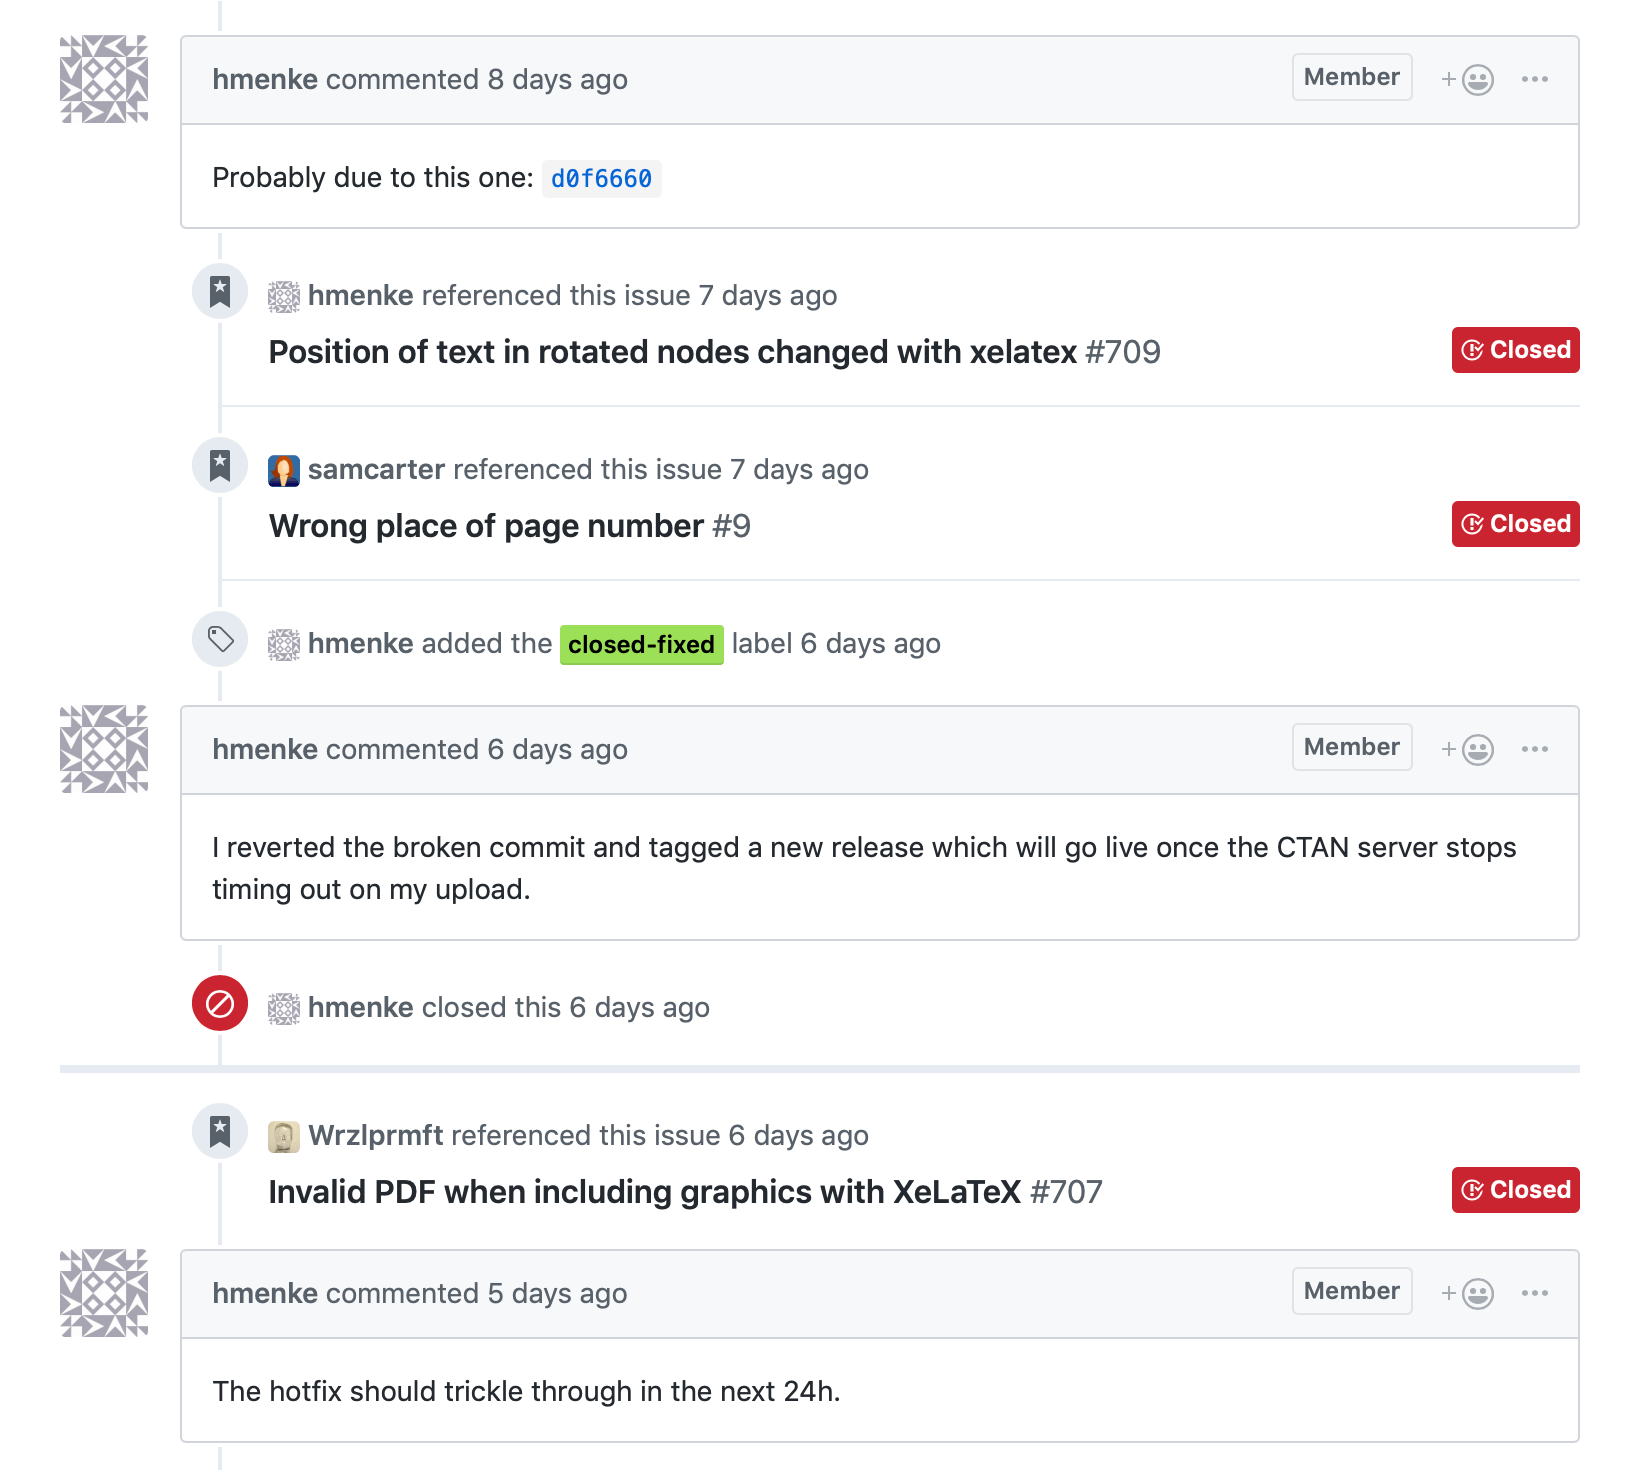 hmenke commented 8 days ago Member
Probably due to this one: d0f6660
hmenke referenced this issue 7 days ago
Position of text in rotated nodes changed with xelatex #709 Closed
samcarter referenced this issue 7 days ago
Wrong place of page number #9 Closed
hmenke added the closed-fixed label 6 days ago
hmenke commented 6 days ago Member
I reverted the broken commit and tagged a new release which will go live once the CTAN server stops
timing out on my upload.
hmenke closed this 6 days ago
Wrzlprmft referenced this issue 6 days ago
Invalid PDF when including graphics with XeLaTeX #707 Closed
hmenke commented 5 days ago Member
The hotfix should trickle through in the next 24h.